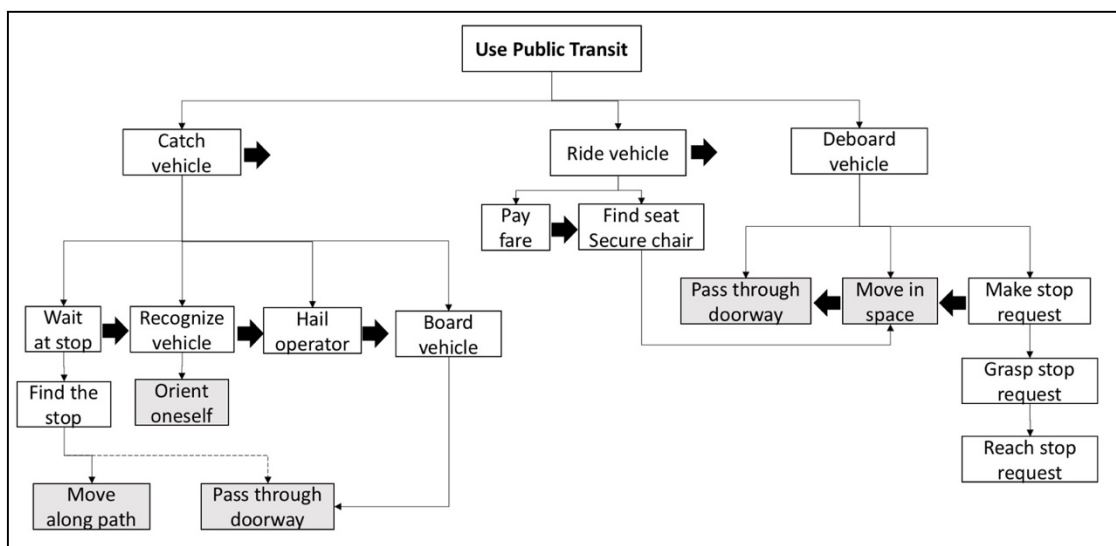 Use Public Transit
Catch
vehicle
Ride vehicle
Deboard
vehicle
Pay
fare
Find seat
Secure chair
Pass through
doorway
Move in
space
Make stop
request
Wait
at stop
Recognize
vehicle
Hail
operator
Board
vehicle
Find the
stop
Orient
oneself
Grasp stop
request
Reach stop
request
Move
along path
Pass through
doorway